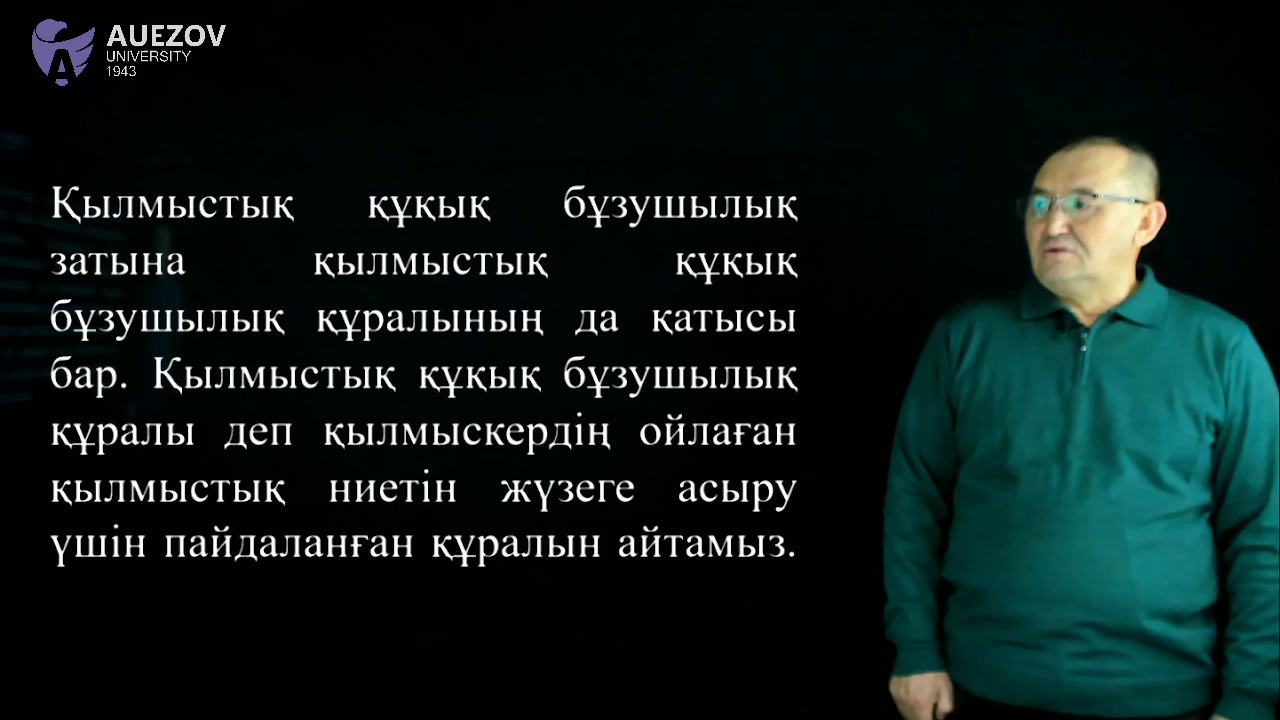 AUEZOV
UNIVERSITY
1943
Қылмыстық құқық бұзушылық
затына қылмыстық құқық
бұзушылық құралының да қатысы
бар. Қылмыстық құқық бұзушылық
құралы деп қылмыскердің ойлаған
қылмыстық ниетін жүзеге асыру
үшін пайдаланған құралын айтамыз.